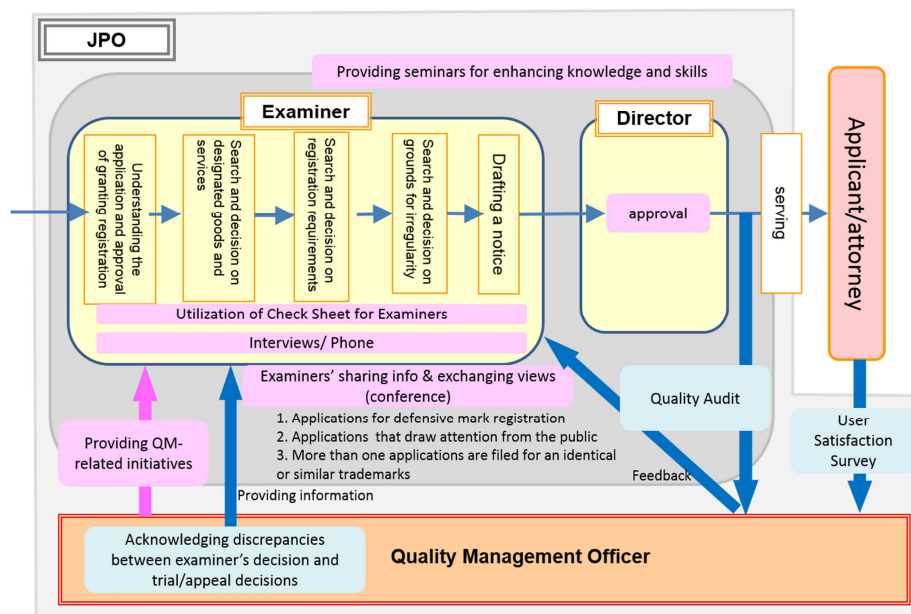 JPO
Providing seminars for enhancing knowledge and skills
Examiner
Director
Understanding the
application and approval
of granting registration
Search and decision on
designated goods and
services
Search and decision on
registration requirements
Search and decision on
grounds for irregularity
Drafting a notice
approval
serving
Applicant/attorney
Utilization of Check Sheet for Examiners
Interviews/ Phone
Examiners’ sharing info & exchanging views
(conference)
1. Applications for defensive mark registration
2. Applications that draw attention from the public
3. More than one applications are filed for an identical
or similar trademarks
Quality Audit
User
Satisfaction
Survey
Providing QM-
related initiatives
Providing information
Feedback
Acknowledging discrepancies
between examiner’s decision and
trial/appeal decisions
Quality Management Officer